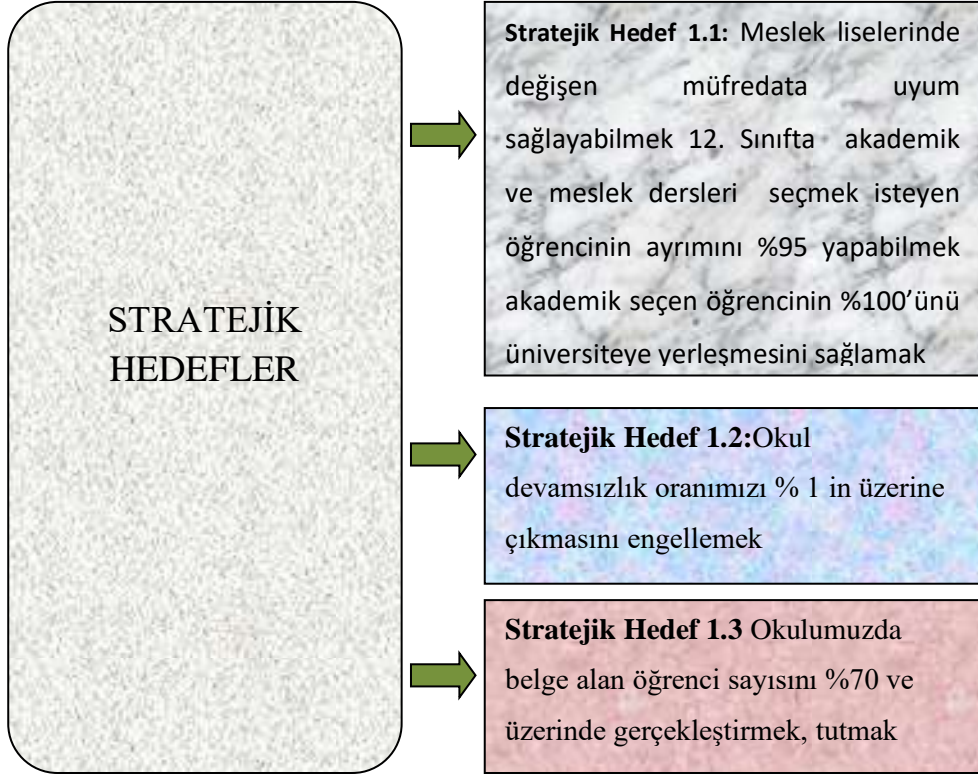 STRATEJİK
HEDEFLER
Stratejik Hedef 1.1: Meslek liselerinde
değişen müfredata uyum
sağlayabilmek 12. Sınıfta akademik
ve meslek dersleri seçmek isteyen
öğrencinin ayrımını %95 yapabilmek
akademik seçen öğrencinin %100’ünü
üniversiteye yerleşmesini sağlamak
Stratejik Hedef 1.2:Okul
devamsızlık oranımızı % 1 in üzerine
çıkmasını engellemek
Stratejik Hedef 1.3 Okulumuzda
belge alan öğrenci sayısını %70 ve
üzerinde gerçekleştirmek, tutmak